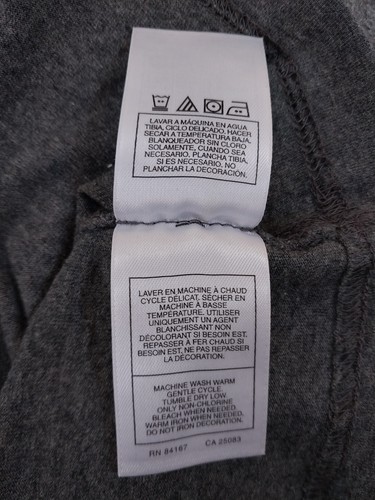 LAVAR A MÁQUINA EN AGUA
TIBIA, CICLO DELICADO. HACER
SECAR A TEMPERATURA BAJA,
BLANQUEADOR SIN CLORO
SOLAMENTE, CUANDO SEA
NECESARIO. PLANCHA TIBIA,
SI ES NECESARIO. NO
PLANCHAR LA DECORACIÓN.
LAVER EN MACHINE À CHAUD
CYCLE DÉLICAT. SÉCHER EN
MACHINE À BASSE
TEMPÉRATURE. UTILISER
UNIQUEMENT UN AGENT
BLANCHISSANT NON
DÉCOLORANT SI BESOIN EST.
REPASSER À FER CHAUD SI
BESOIN EST. NE PAS REPASSER
LA DÉCORATION.
MACHINE WASH WARM
GENTLE CYCLE.
TUMBLE DRY LOW.
ONLY NON-CHLORINE
BLEACH WHEN NEEDED.
WARM IRON WHEN NEEDED.
DO NOT IRON DECORATION.
RN 84167 CA 25083